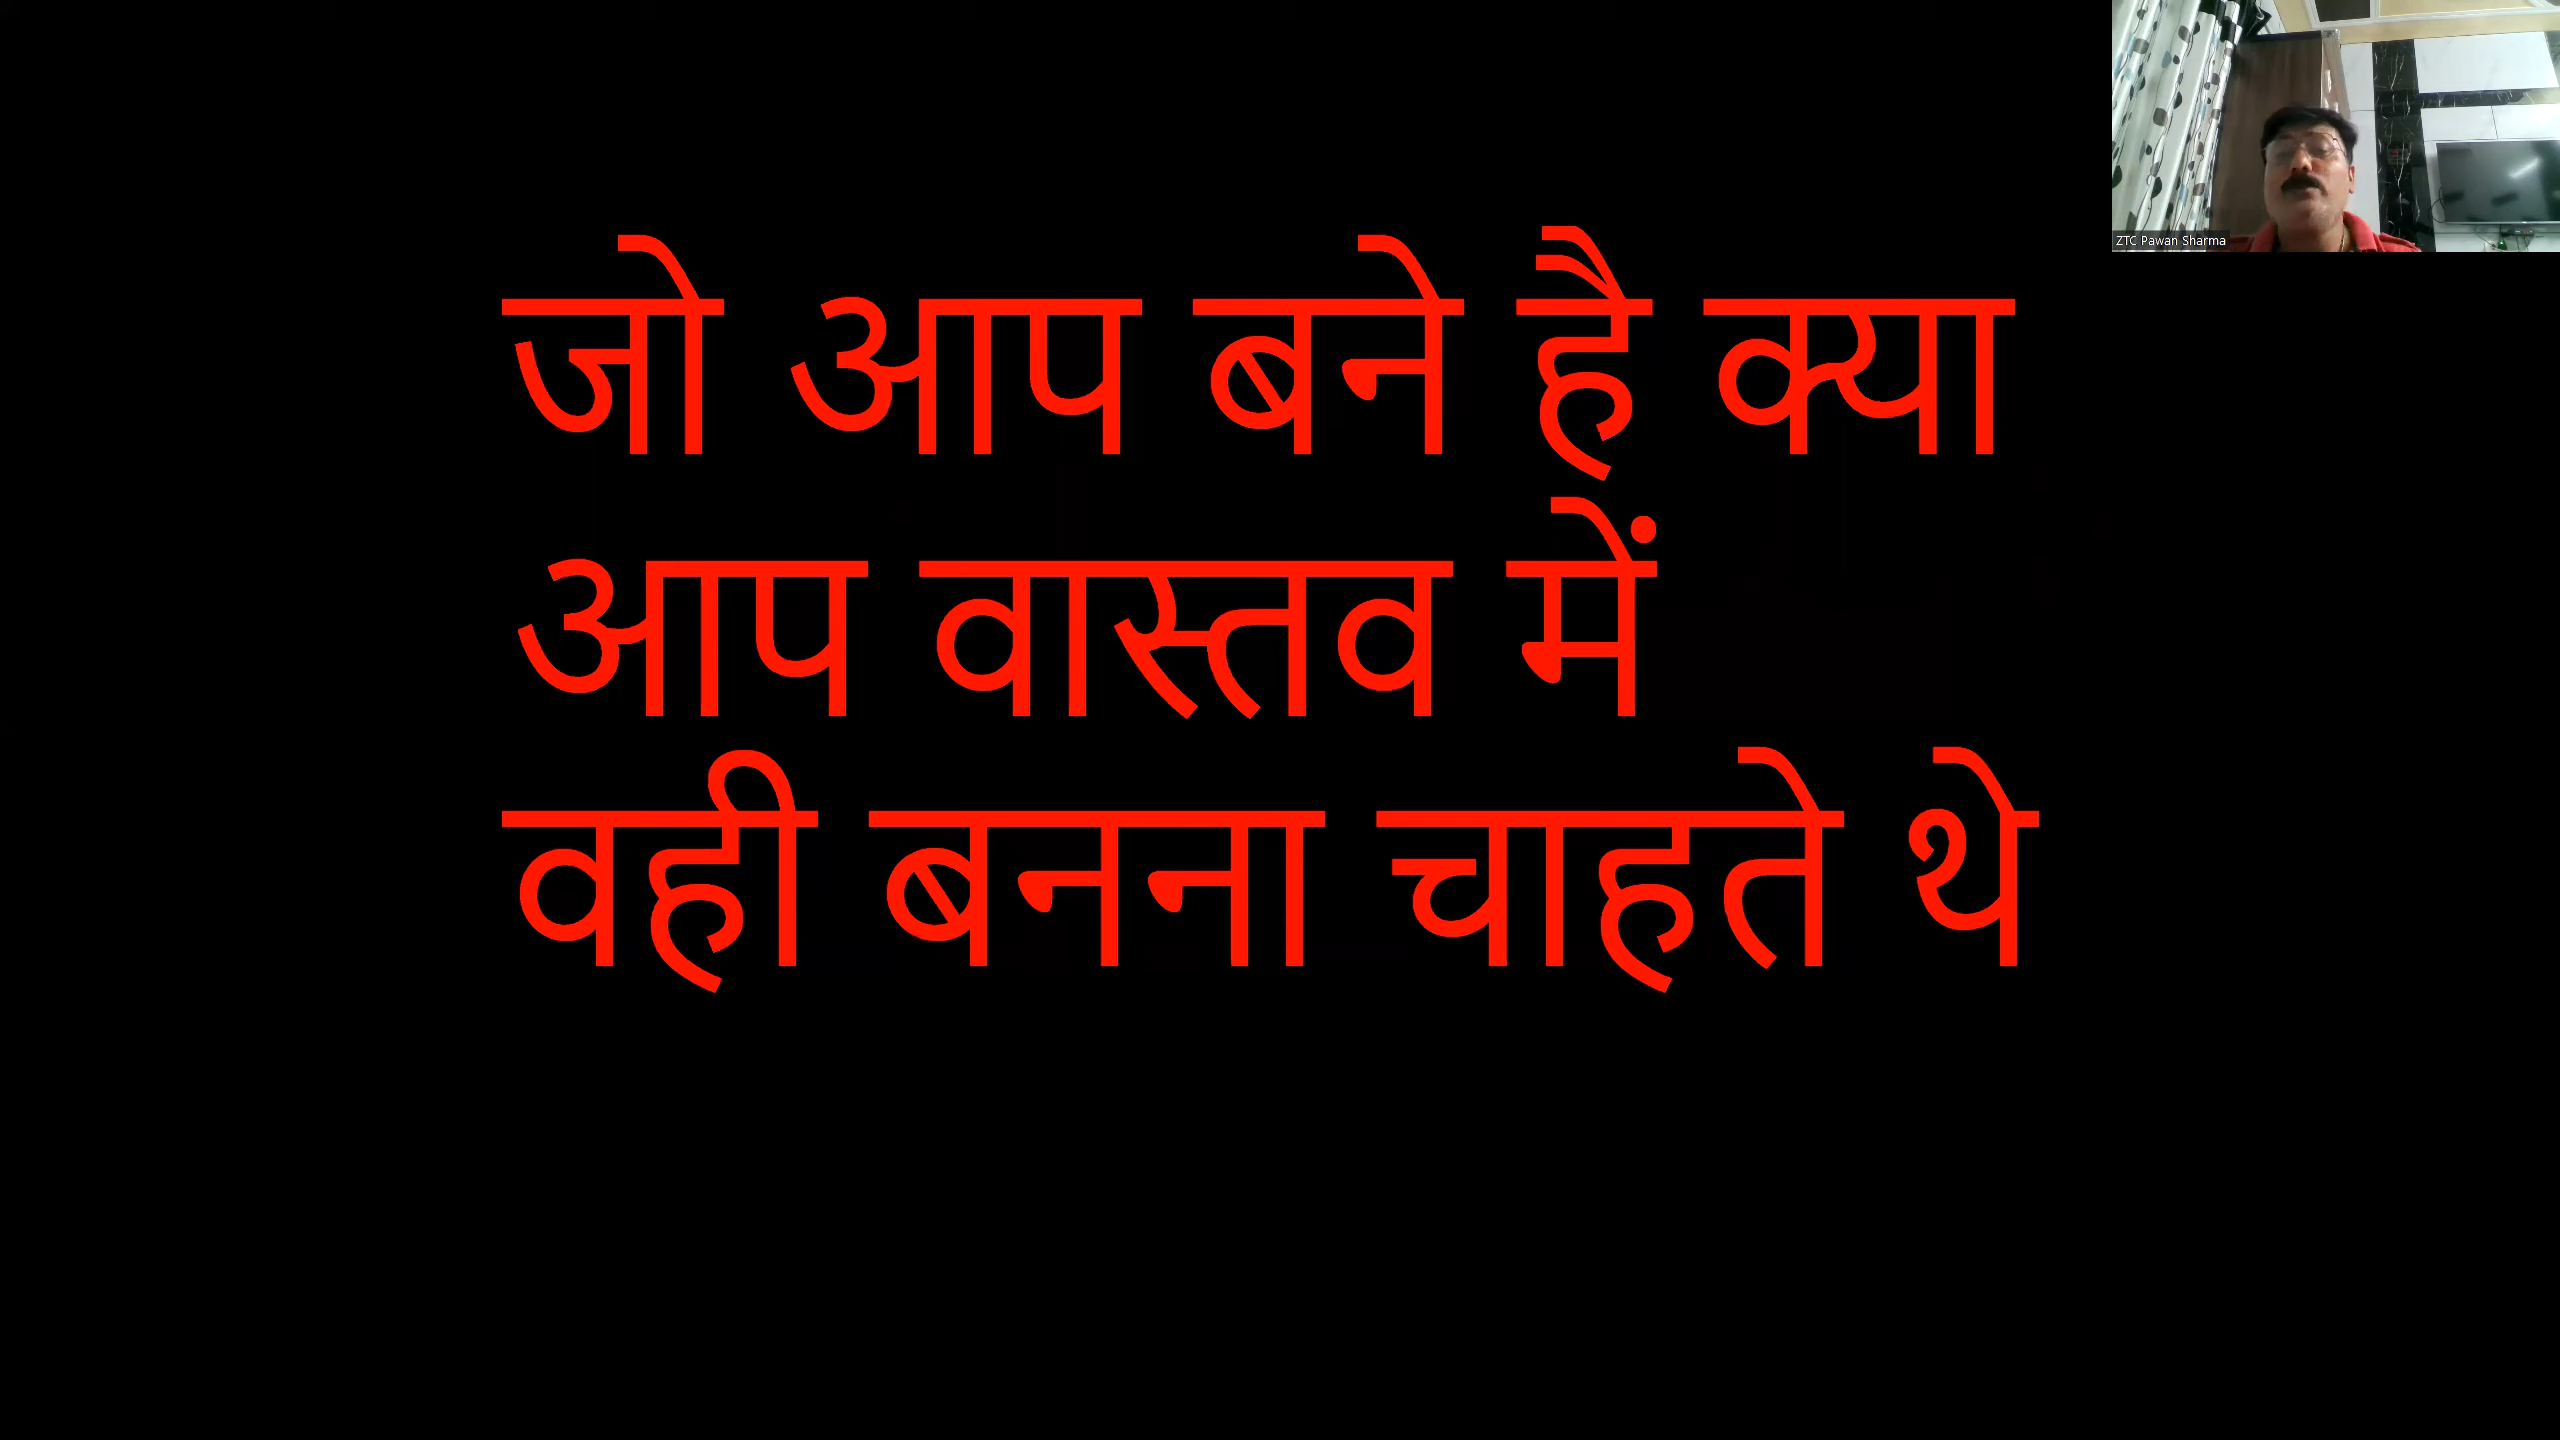 ZTC Pawan Sharma
जो आप बने है क्या
आप वास्तव में
वही बनना चाहते थे